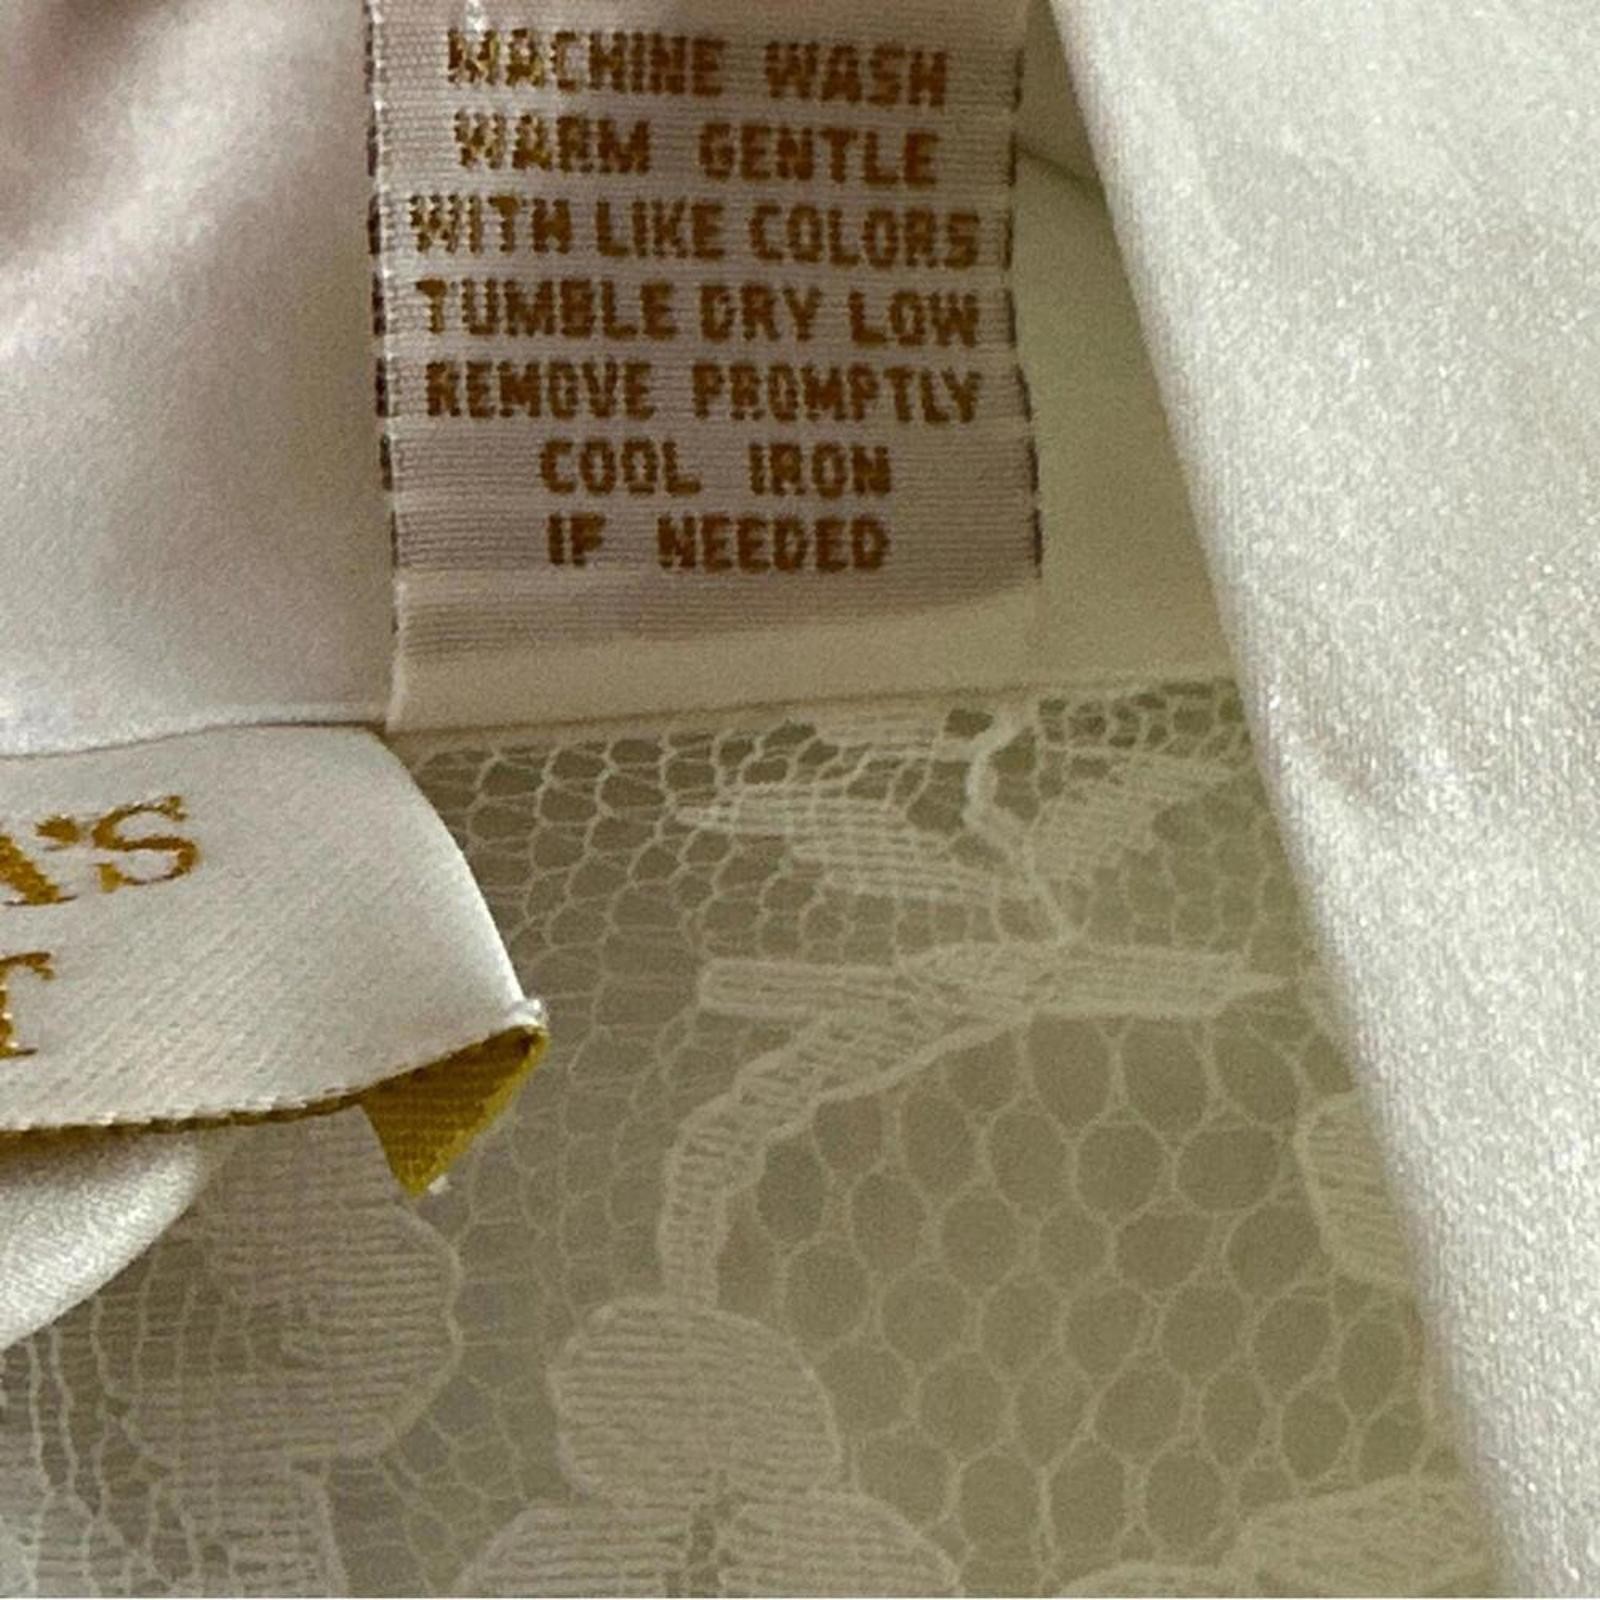 MACHINE WASH
WARM GENTLE
WITH LIKE COLORS
TUMBLE DRY LOW
REMOVE PROMPTLY
COOL IRON
IF NEEDED